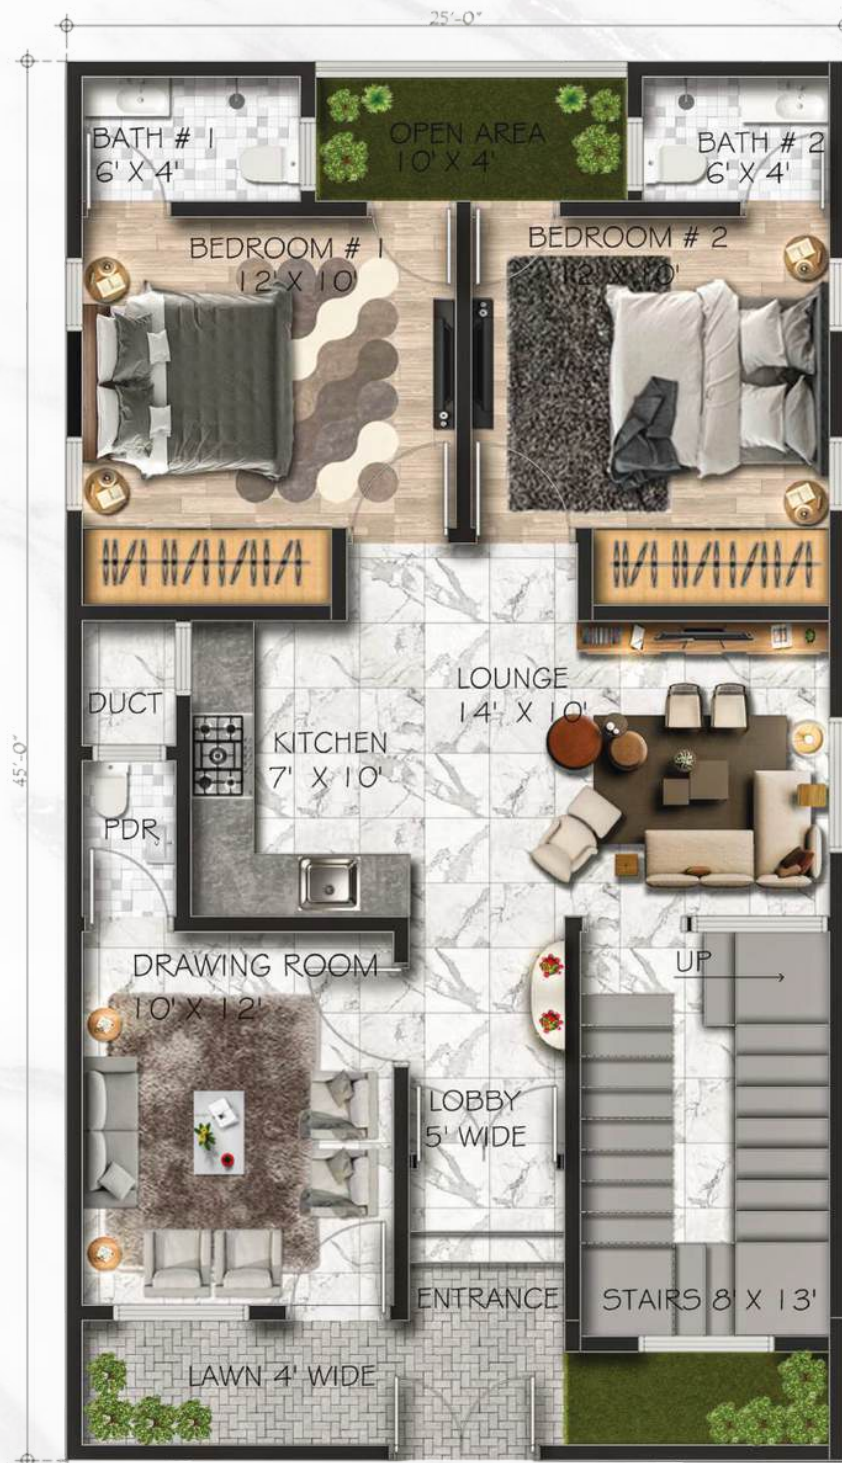 25'-0"
BATH # 1
6' X 4'
OPEN AREA
10' X 4'
BATH # 2
6' X 4'
BEDROOM # 1
12' X 10'
BEDROOM # 2
12' X 10'
DUCT
LOUNGE
14' X 10'
KITCHEN
7' X 10'
45'-0"
PDR
DRAWING ROOM
10' X 12'
UP
LOBBY
5' WIDE
ENTRANCE
STAIRS 8' X 13'
LAWN 4' WIDE